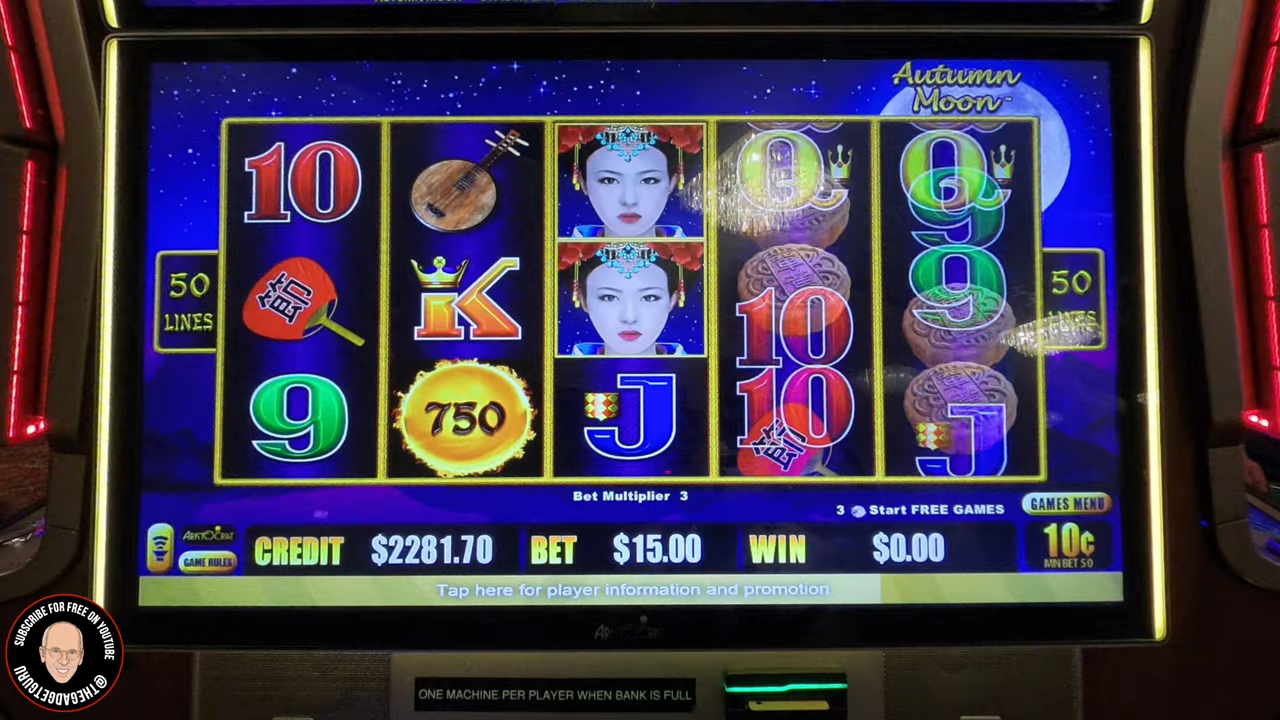 Autumn
Moon
10
Q
Q
9
50
LINES
K
10
9
50
LINES
9
750
J
10
J
Bet Multiplier 3
3 Start FREE GAMES
GAMES MENU
ARISTOCRAT
GAME RULES
CREDIT $2281.70 BET $15.00 WIN $0.00
10¢
MIN BET 50
Tap here for player information and promotion
ARISTOCRAT
ONE MACHINE PER PLAYER WHEN BANK IS FULL
SUBSCRIBE FOR FREE ON YOUTUBE
@THEGADGETGURU